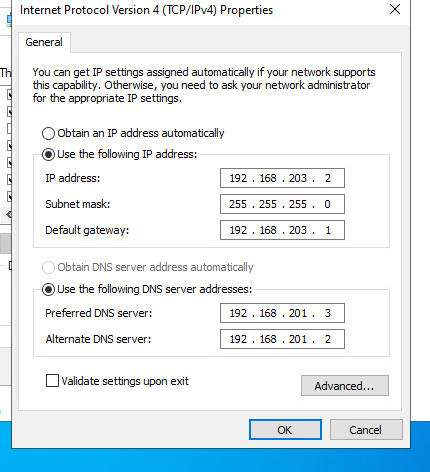 Internet Protocol Version 4 (TCP/IPv4) Properties
General
You can get IP settings assigned automatically if your network supports
this capability. Otherwise, you need to ask your network administrator
for the appropriate IP settings.
Obtain an IP address automatically
Use the following IP address:
IP address: 192 . 168 . 203 . 2
Subnet mask: 255 . 255 . 255 . 0
Default gateway: 192 . 168 . 203 . 1
Obtain DNS server address automatically
Use the following DNS server addresses:
Preferred DNS server: 192 . 168 . 201 . 3
Alternate DNS server: 192 . 168 . 201 . 2
Validate settings upon exit
Advanced...
OK Cancel